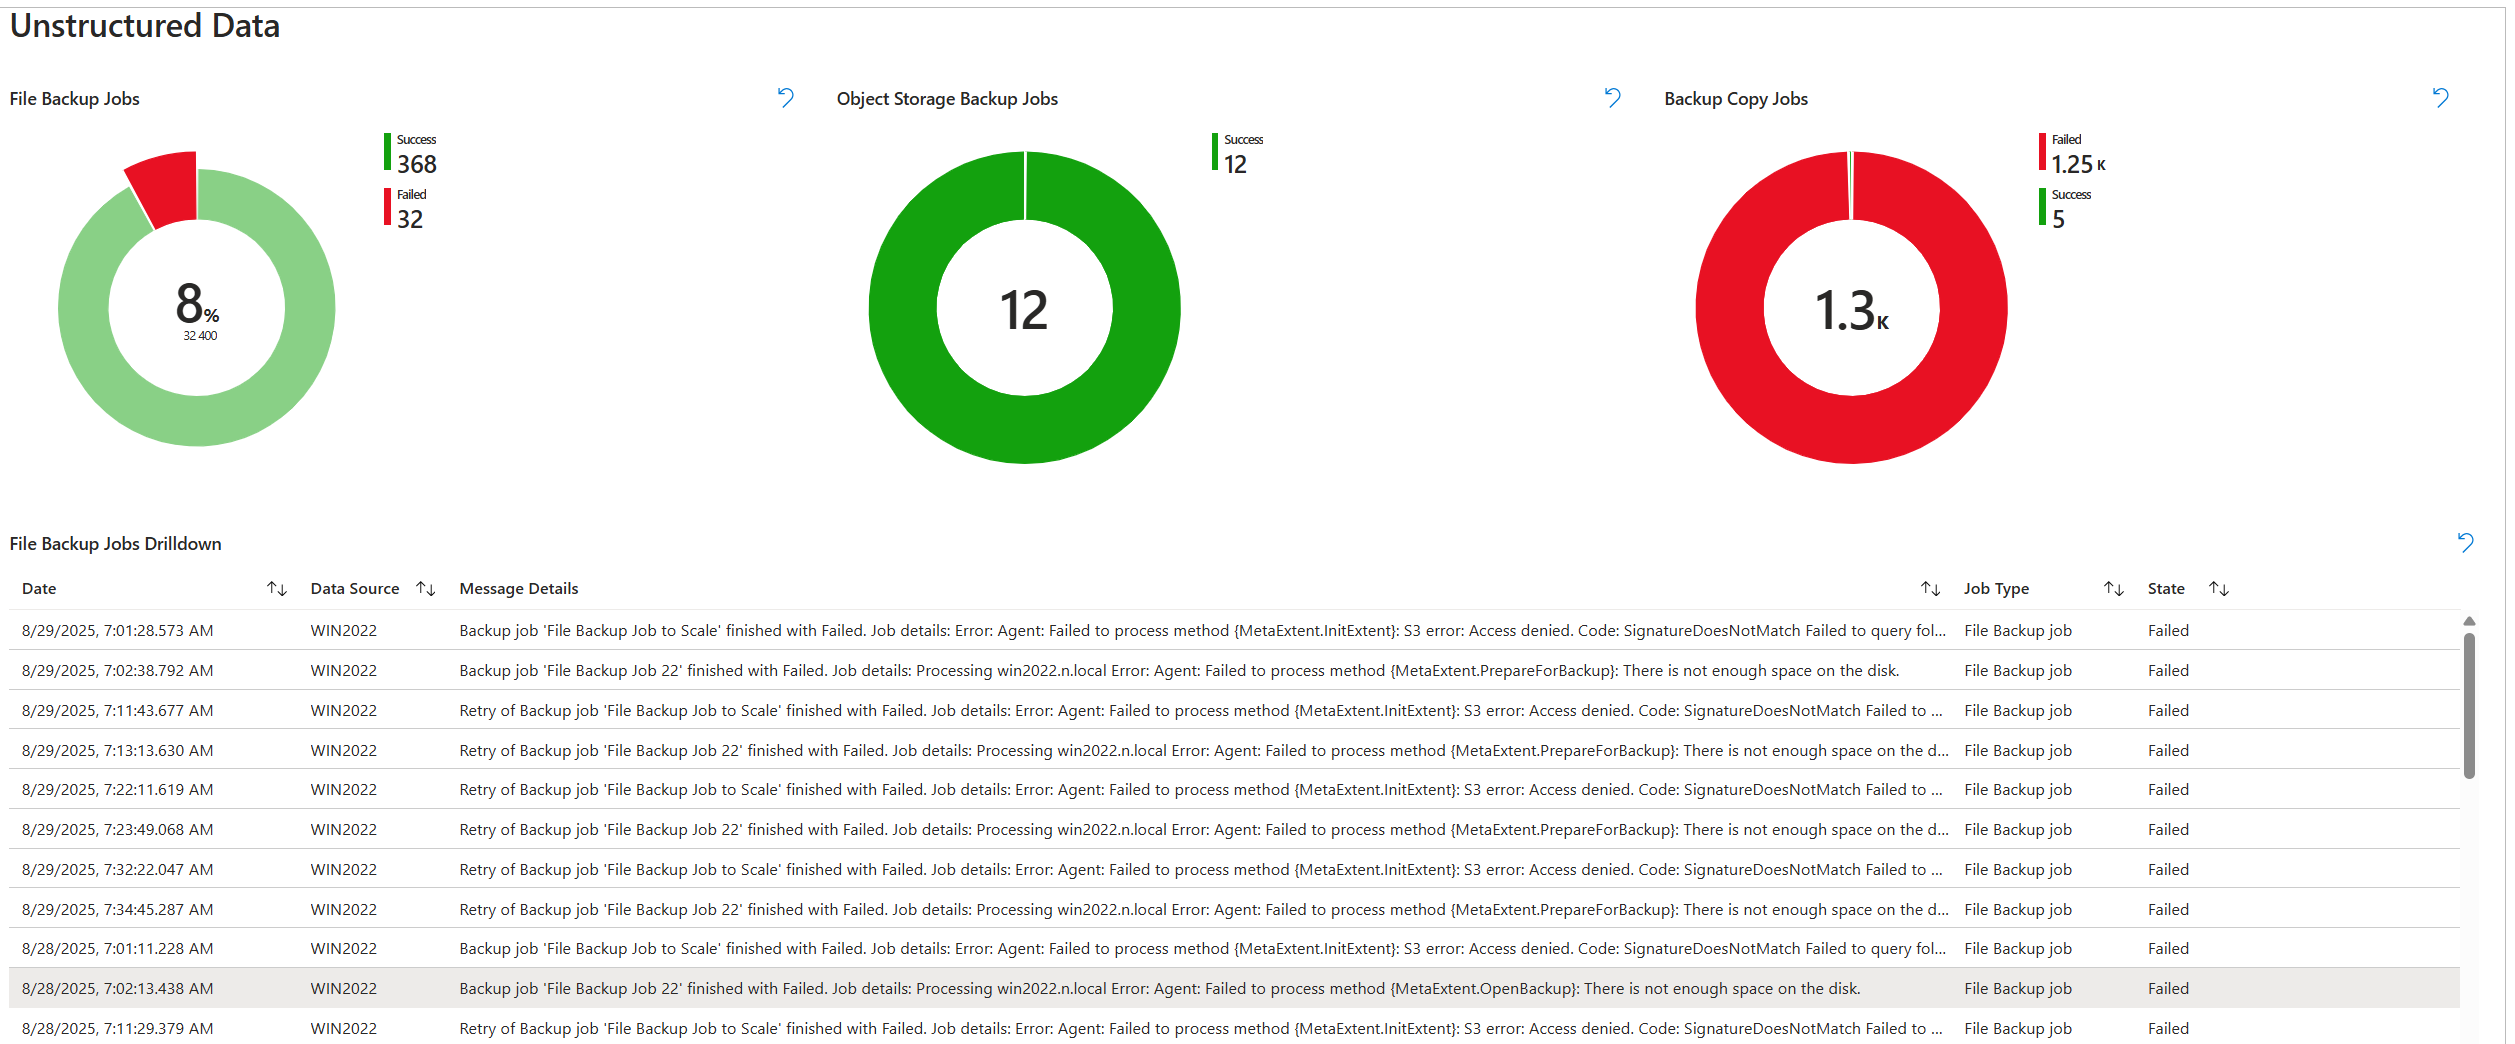 Unstructured Data
File Backup Jobs
Success
368
Failed
32
8%
32 400
Object Storage Backup Jobs
Success
12
12
Backup Copy Jobs
Failed
1.25 K
Success
5
1.3K
File Backup Jobs Drilldown
Date Data Source Message Details Job Type State
8/29/2025, 7:01:28.573 AM WIN2022 Backup job 'File Backup Job to Scale' finished with Failed. Job details: Error: Agent: Failed to process method {MetaExtent.InitExtent}: S3 error: Access denied. Code: SignatureDoesNotMatch Failed to query fol... File Backup job Failed
8/29/2025, 7:02:38.792 AM WIN2022 Backup job 'File Backup Job 22' finished with Failed. Job details: Processing win2022.n.local Error: Agent: Failed to process method {MetaExtent.PrepareForBackup}: There is not enough space on the disk. File Backup job Failed
8/29/2025, 7:11:43.677 AM WIN2022 Retry of Backup job 'File Backup Job to Scale' finished with Failed. Job details: Error: Agent: Failed to process method {MetaExtent.InitExtent}: S3 error: Access denied. Code: SignatureDoesNotMatch Failed to ... File Backup job Failed
8/29/2025, 7:13:13.630 AM WIN2022 Retry of Backup job 'File Backup Job 22' finished with Failed. Job details: Processing win2022.n.local Error: Agent: Failed to process method {MetaExtent.PrepareForBackup}: There is not enough space on the d... File Backup job Failed
8/29/2025, 7:22:11.619 AM WIN2022 Retry of Backup job 'File Backup Job to Scale' finished with Failed. Job details: Error: Agent: Failed to process method {MetaExtent.InitExtent}: S3 error: Access denied. Code: SignatureDoesNotMatch Failed to ... File Backup job Failed
8/29/2025, 7:23:49.068 AM WIN2022 Retry of Backup job 'File Backup Job 22' finished with Failed. Job details: Processing win2022.n.local Error: Agent: Failed to process method {MetaExtent.PrepareForBackup}: There is not enough space on the d... File Backup job Failed
8/29/2025, 7:32:22.047 AM WIN2022 Retry of Backup job 'File Backup Job to Scale' finished with Failed. Job details: Error: Agent: Failed to process method {MetaExtent.InitExtent}: S3 error: Access denied. Code: SignatureDoesNotMatch Failed to ... File Backup job Failed
8/29/2025, 7:34:45.287 AM WIN2022 Retry of Backup job 'File Backup Job 22' finished with Failed. Job details: Processing win2022.n.local Error: Agent: Failed to process method {MetaExtent.PrepareForBackup}: There is not enough space on the d... File Backup job Failed
8/28/2025, 7:01:11.228 AM WIN2022 Backup job 'File Backup Job to Scale' finished with Failed. Job details: Error: Agent: Failed to process method {MetaExtent.InitExtent}: S3 error: Access denied. Code: SignatureDoesNotMatch Failed to query fol... File Backup job Failed
8/28/2025, 7:02:13.438 AM WIN2022 Backup job 'File Backup Job 22' finished with Failed. Job details: Processing win2022.n.local Error: Agent: Failed to process method {MetaExtent.OpenBackup}: There is not enough space on the disk. File Backup job Failed
8/28/2025, 7:11:29.379 AM WIN2022 Retry of Backup job 'File Backup Job to Scale' finished with Failed. Job details: Error: Agent: Failed to process method {MetaExtent.InitExtent}: S3 error: Access denied. Code: SignatureDoesNotMatch Failed to ... File Backup job Failed